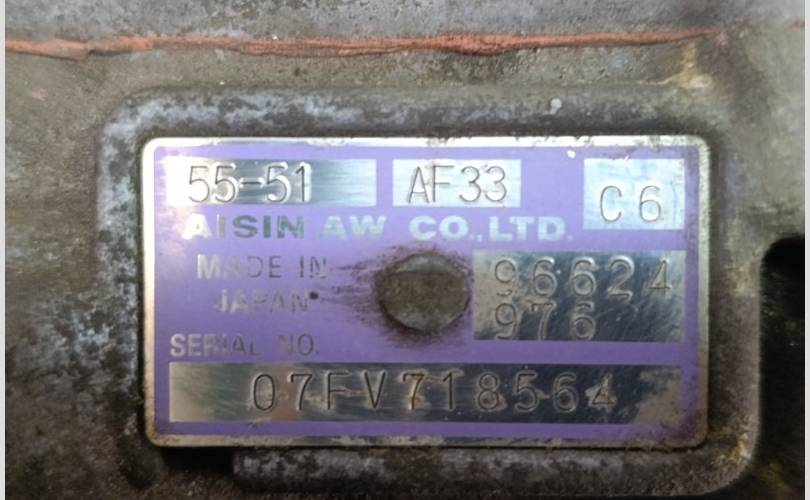 55-51 AF33 C6
AISIN AW CO.,LTD.
MADE IN
JAPAN
96624
976
SERIAL NO.
07FV718564